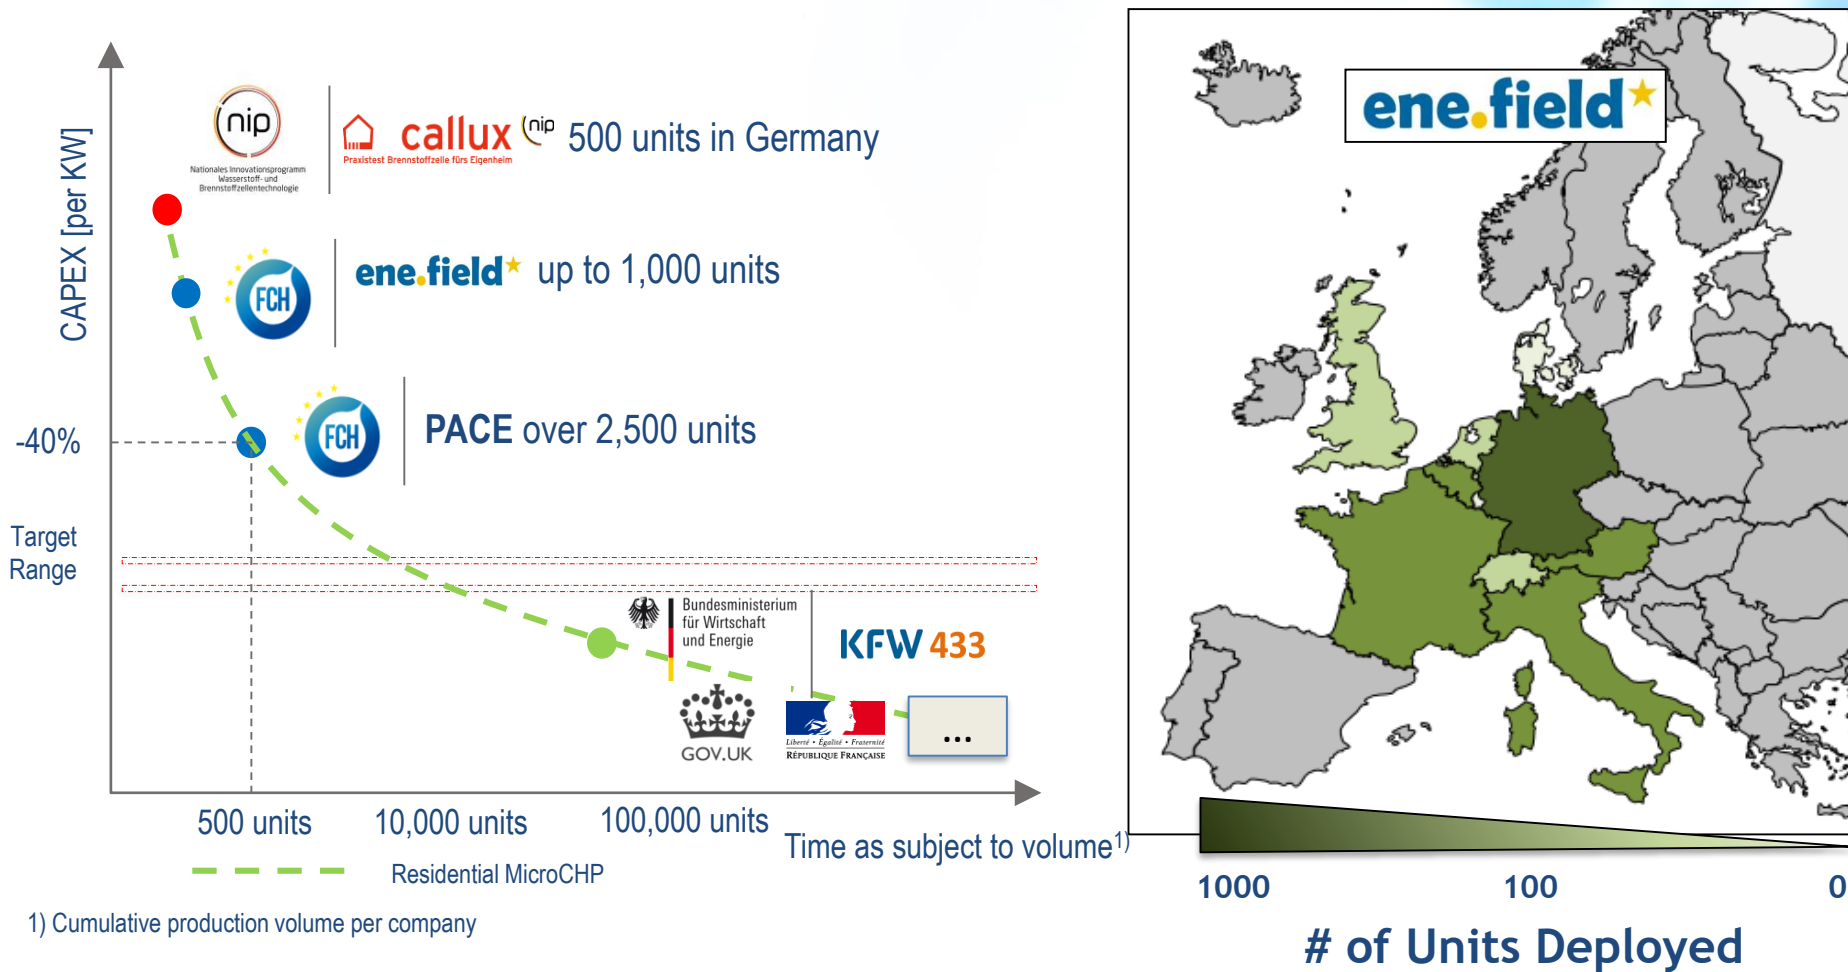 CAPEX [per KW]
nip
Nationales Innovationsprogramm
Wasserstoff- und
Brennstoffzellentechnologie
callux (nip 500 units in Germany
Praxistest Brennstoffzelle fürs Eigenheim
FCH
ene.field up to 1,000 units
-40%
FCH
PACE over 2,500 units
Target
Range
Bundesministerium
für Wirtschaft
und Energie
KFW 433
GOV.UK
Liberté • Égalité • Fraternité
RÉPUBLIQUE FRANÇAISE
...
500 units
10,000 units
100,000 units
Time as subject to volume1)
Residential MicroCHP
1) Cumulative production volume per company
ene.field
1000
100
0
# of Units Deployed